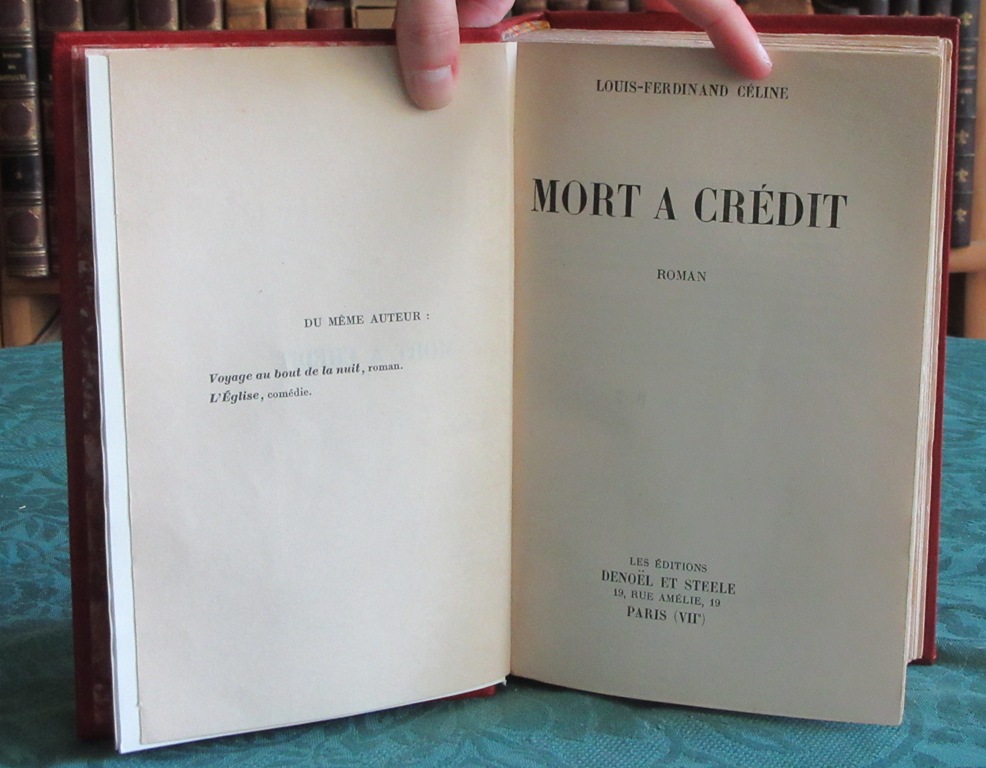 DU MÊME AUTEUR :
Voyage au bout de la nuit, roman.
L'Église, comédie.
LOUIS-FERDINAND CÉLINE
MORT A CRÉDIT
ROMAN
LES ÉDITIONS
DENOËL ET STEELE
19, RUE AMÉLIE, 19
PARIS (VIIe)